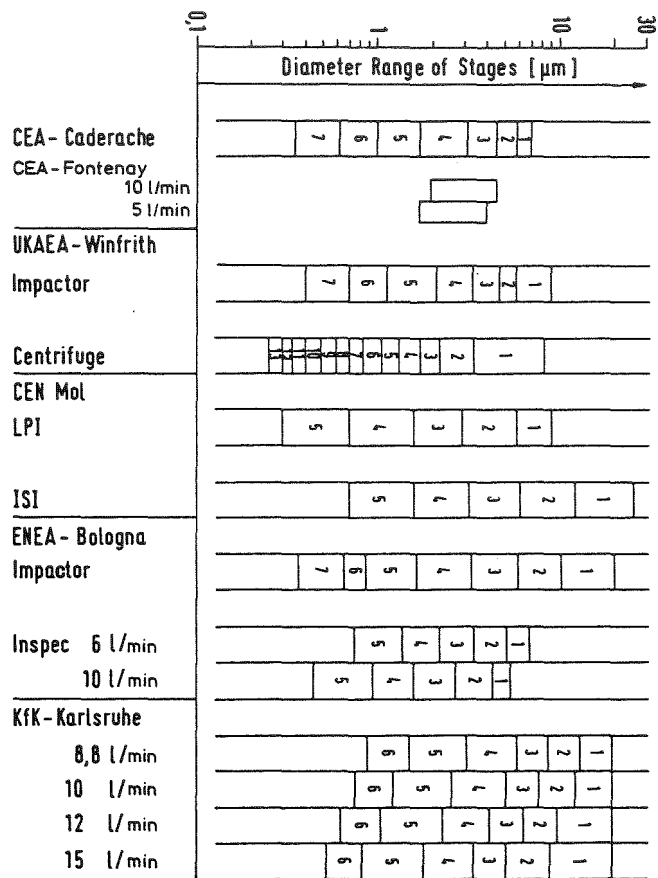 0,1 1 10 30
Diameter Range of Stages [µm]
CEA-Caderache 7 6 5 4 3 2 1
CEA-Fontenay
10 l/min
5 l/min
UKAEA-Winfrith
Impactor 7 6 5 4 3 2 1
Centrifuge 10 7 6 5 4 3 2 1
CEN Mol
LPI 5 4 3 2 1
ISI 5 4 3 2 1
ENEA-Bologna
Impactor 7 6 5 4 3 2 1
Inspec 6 l/min 5 4 3 2 1
10 l/min 5 4 3 2 1
KfK-Karlsruhe
8,8 l/min 6 5 4 3 2 1
10 l/min 6 5 4 3 2 1
12 l/min 6 5 4 3 2 1
15 l/min 6 5 4 3 2 1